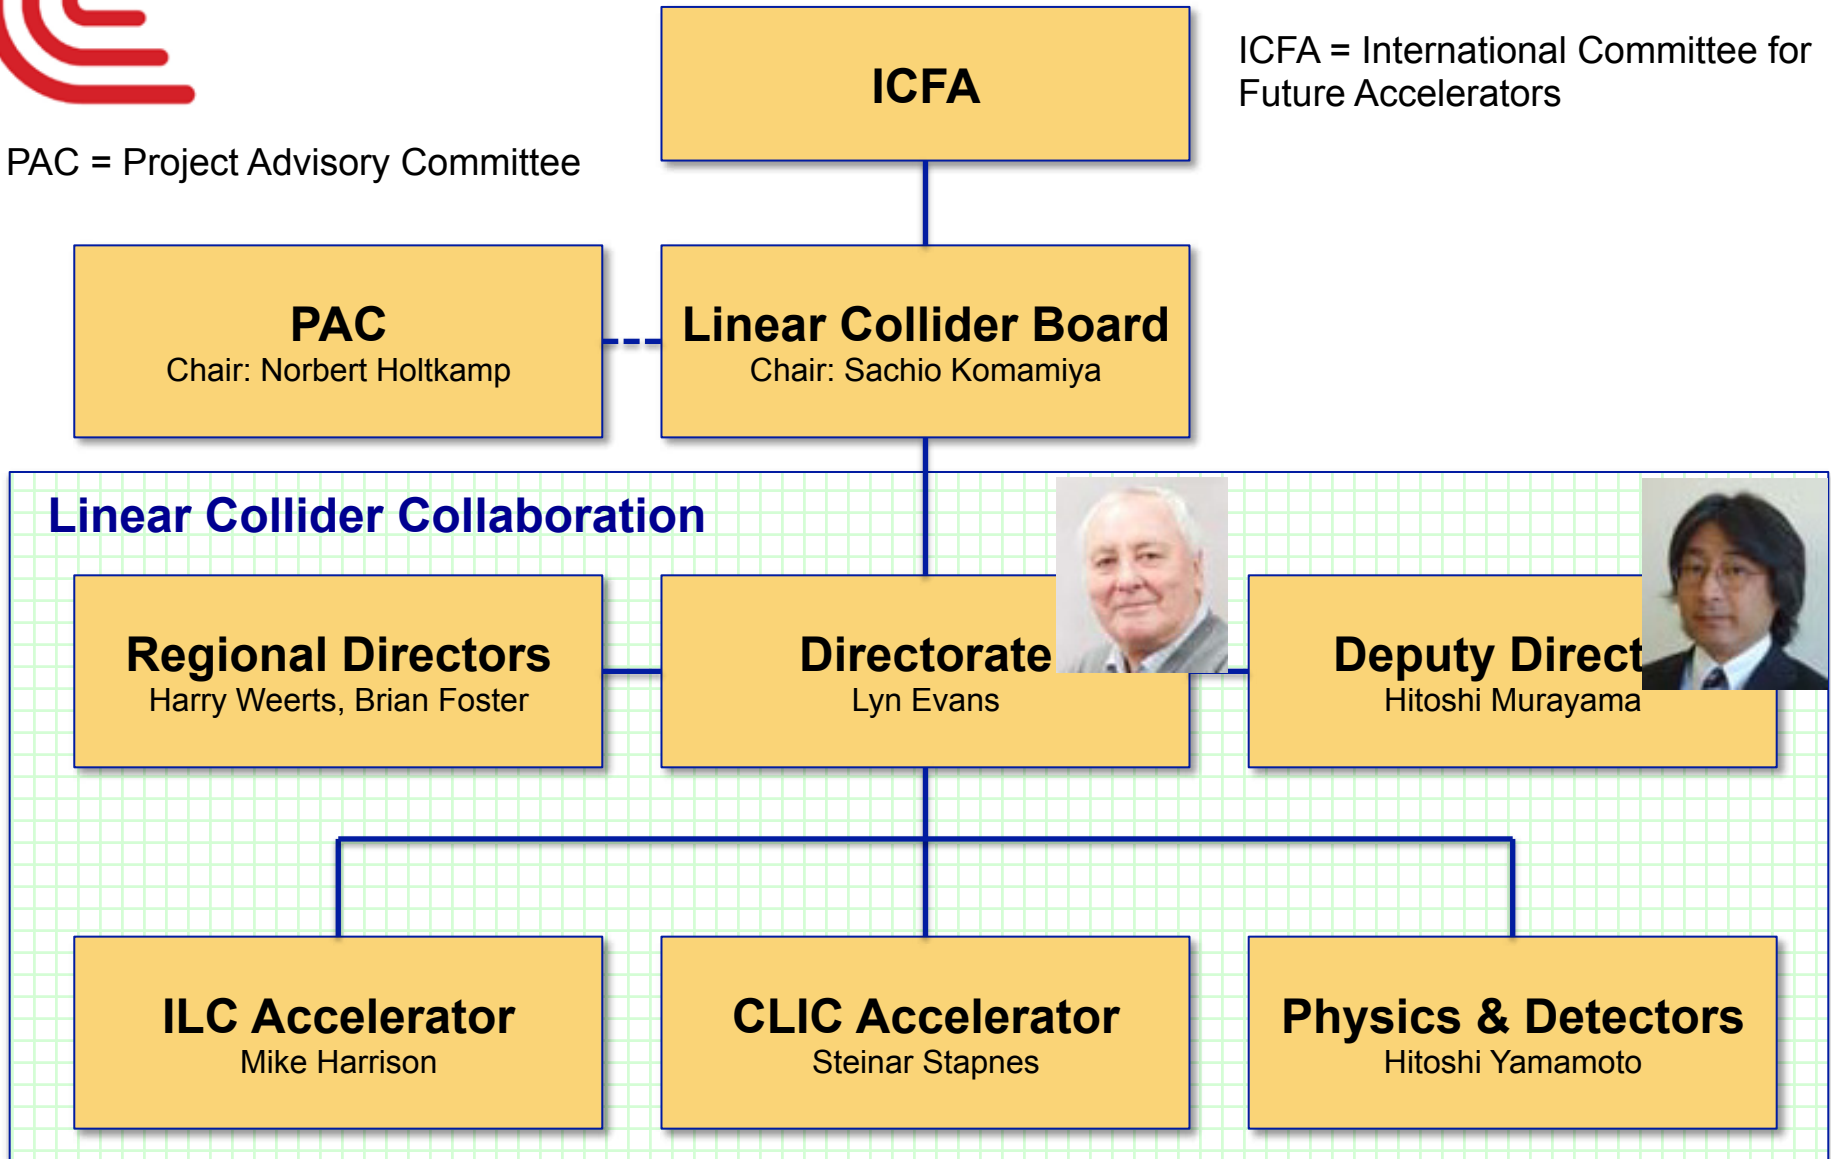 ICFA
ICFA = International Committee for
Future Accelerators
PAC = Project Advisory Committee
PAC
Chair: Norbert Holtkamp
Linear Collider Board
Chair: Sachio Komamiya
Linear Collider Collaboration
Regional Directors
Harry Weerts, Brian Foster
Directorate
Lyn Evans
Deputy Direct
Hitoshi Murayama
ILC Accelerator
Mike Harrison
CLIC Accelerator
Steinar Stapnes
Physics & Detectors
Hitoshi Yamamoto